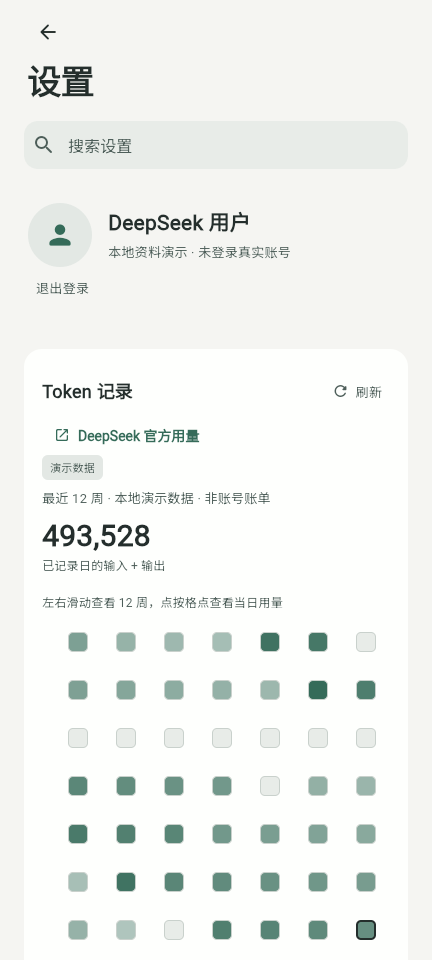 设置
搜索设置
DeepSeek 用户
本地资料演示 · 未登录真实账号
退出登录
Token 记录
刷新
DeepSeek 官方用量
演示数据
最近 12 周 · 本地演示数据 · 非账号账单
493,528
已记录日的输入 + 输出
左右滑动查看 12 周，点按格点查看当日用量